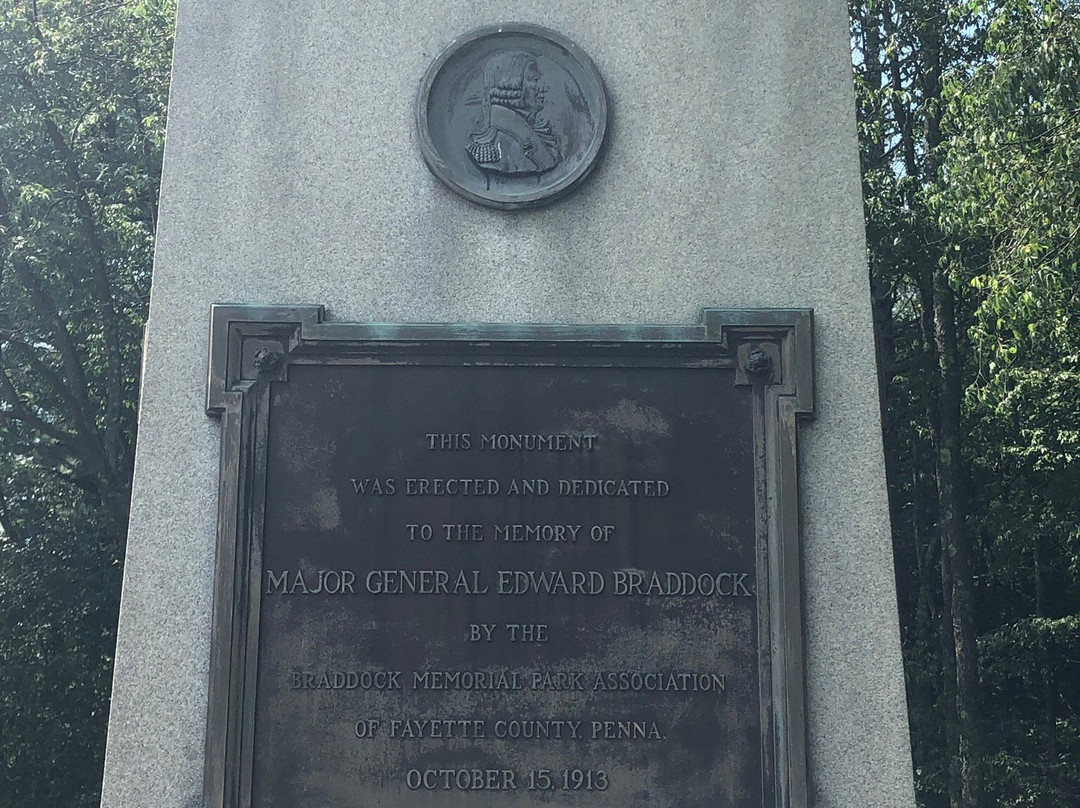 THIS MONUMENT
WAS ERECTED AND DEDICATED
TO THE MEMORY OF
MAJOR GENERAL EDWARD BRADDOCK
BY THE
BRADDOCK MEMORIAL PARK ASSOCIATION
OF FAYETTE COUNTY, PENNA.
OCTOBER 15, 1913